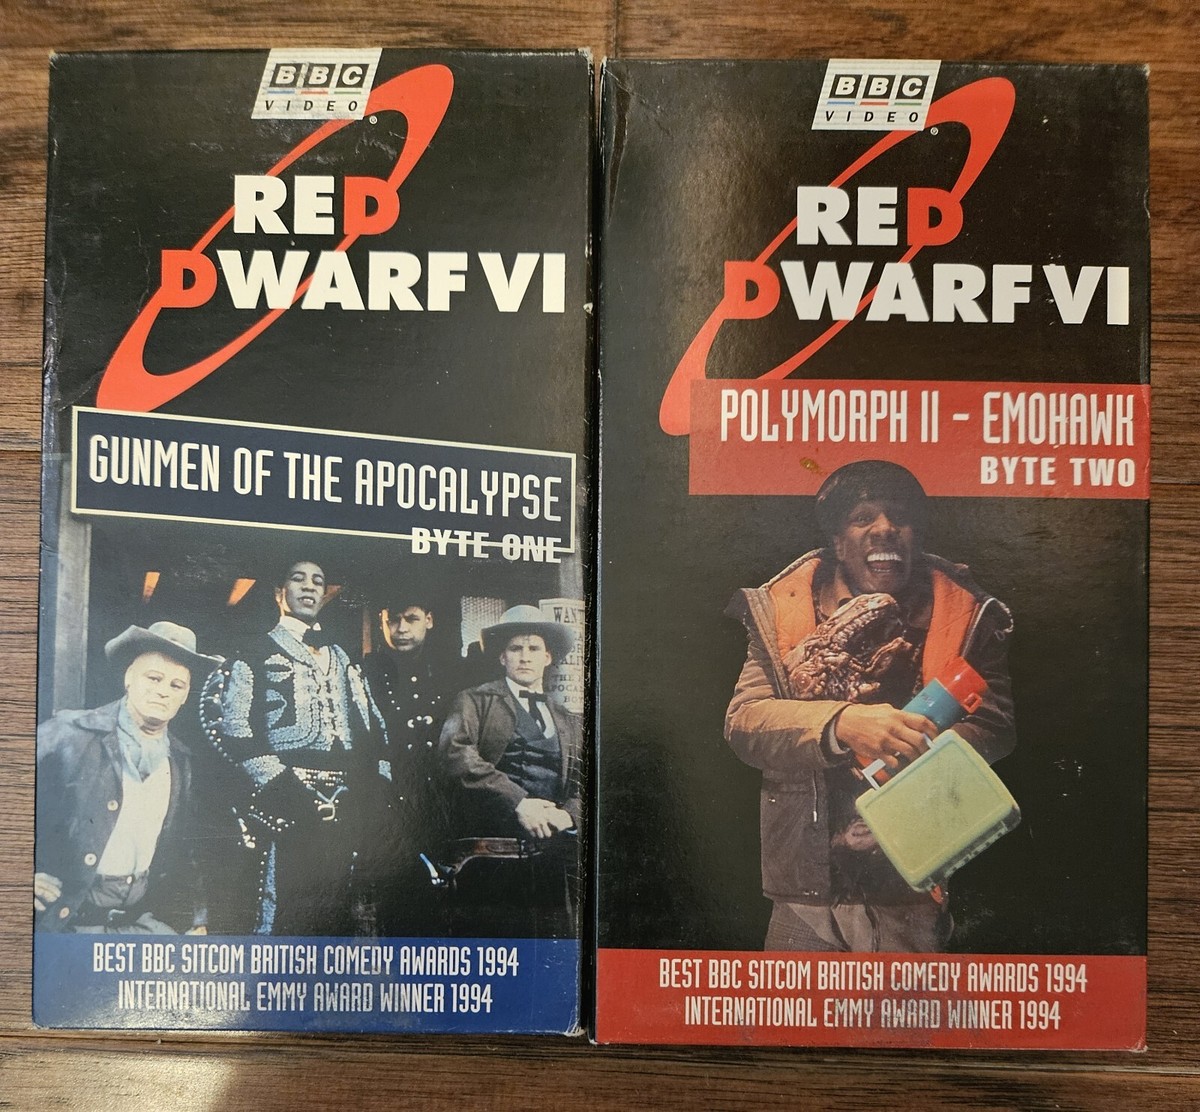 BBC
VIDEO
®
RED
DWARF VI
GUNMEN OF THE APOCALYPSE
BYTE ONE
WANT
BEST BBC SITCOM BRITISH COMEDY AWARDS 1994
INTERNATIONAL EMMY AWARD WINNER 1994
BBC
VIDEO
®
RED
DWARF VI
POLYMORPH II - EMOHAWK
BYTE TWO
BEST BBC SITCOM BRITISH COMEDY AWARDS 1994
INTERNATIONAL EMMY AWARD WINNER 1994